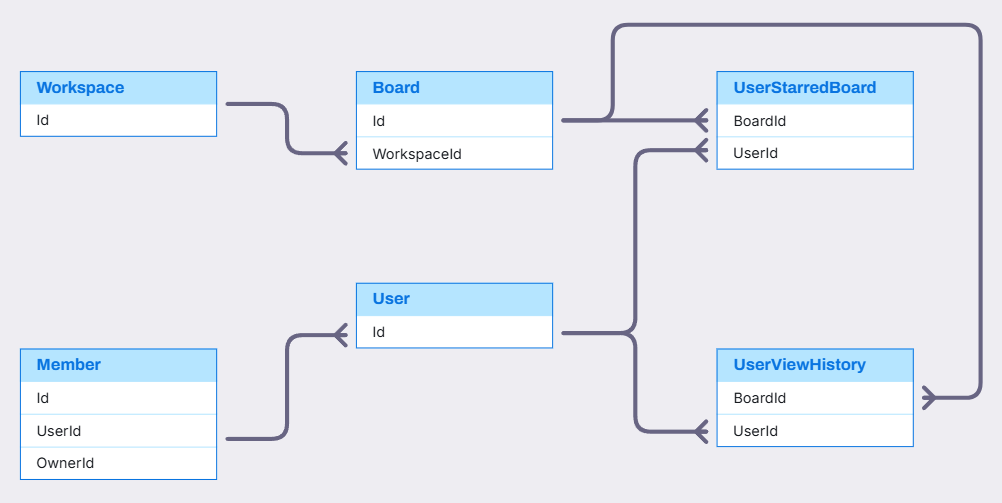 Workspace
Id
Board
Id
WorkspaceId
UserStarredBoard
BoardId
UserId
User
Id
Member
Id
UserId
OwnerId
UserViewHistory
BoardId
UserId